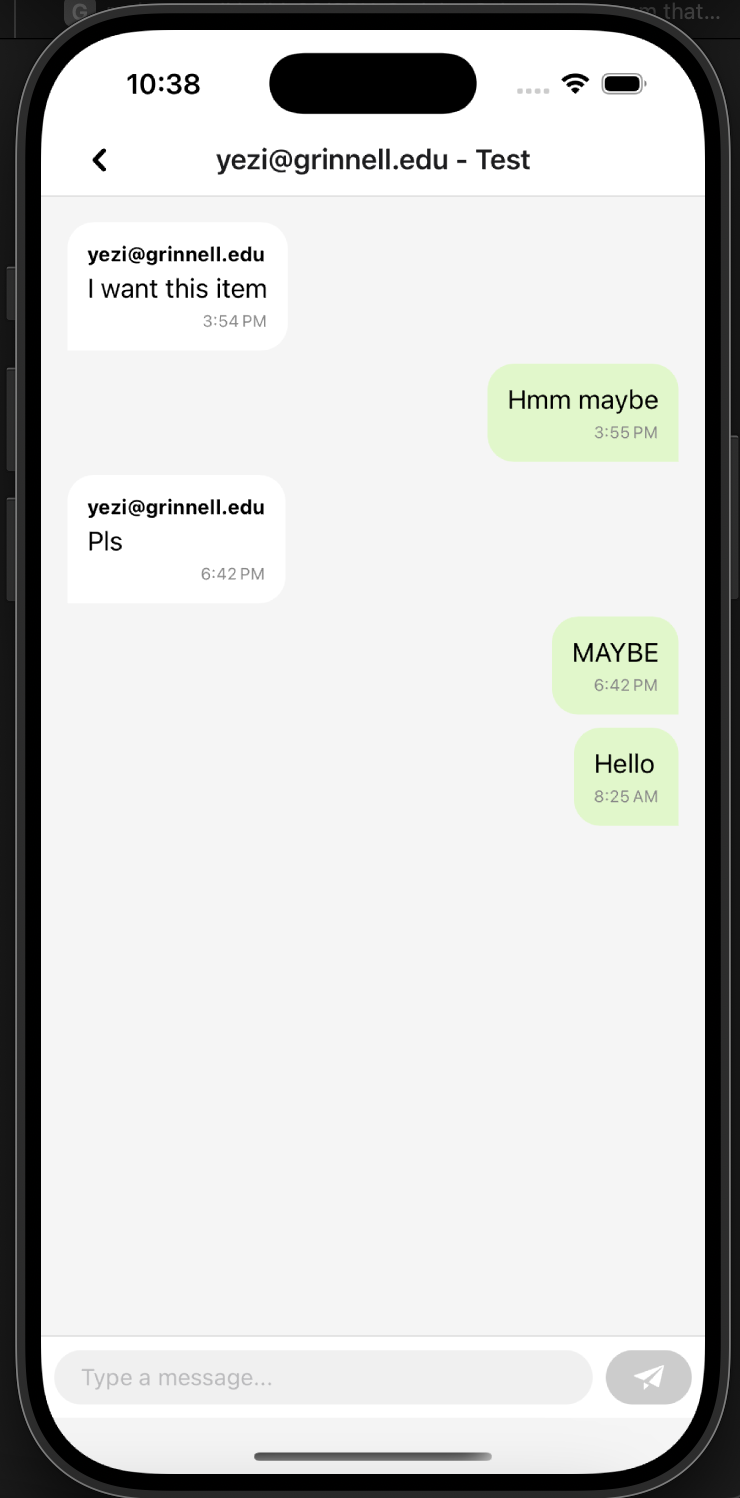 G
m that...
10:38
yezi@grinnell.edu - Test
yezi@grinnell.edu
I want this item
3:54 PM
Hmm maybe
3:55 PM
yezi@grinnell.edu
Pls
6:42 PM
MAYBE
6:42 PM
Hello
8:25 AM
Type a message...